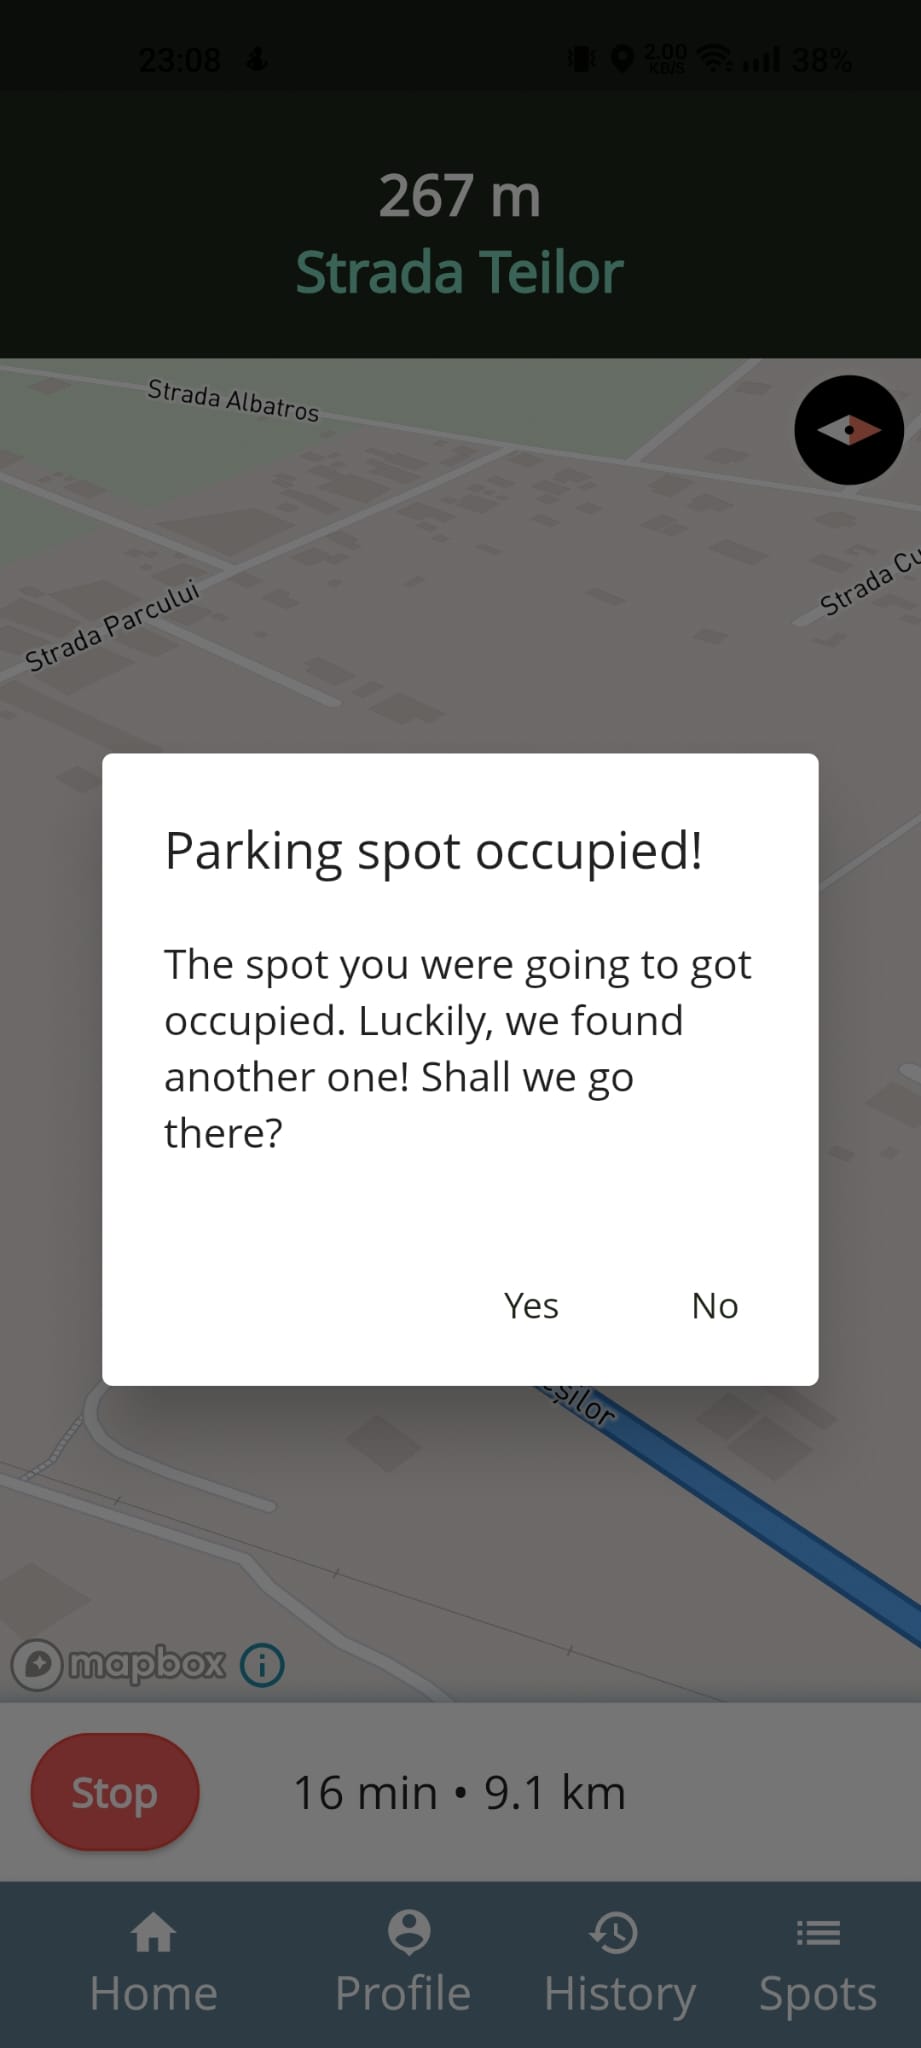 23:08
2.00
KB/S
38%
267 m
Strada Teilor
Strada Albatros
Strada Parcului
Strada Cu
Parking spot occupied!
The spot you were going to got
occupied. Luckily, we found
another one! Shall we go
there?
Yes
No
șilor
mapbox
Stop
16 min • 9.1 km
Home
Profile
History
Spots